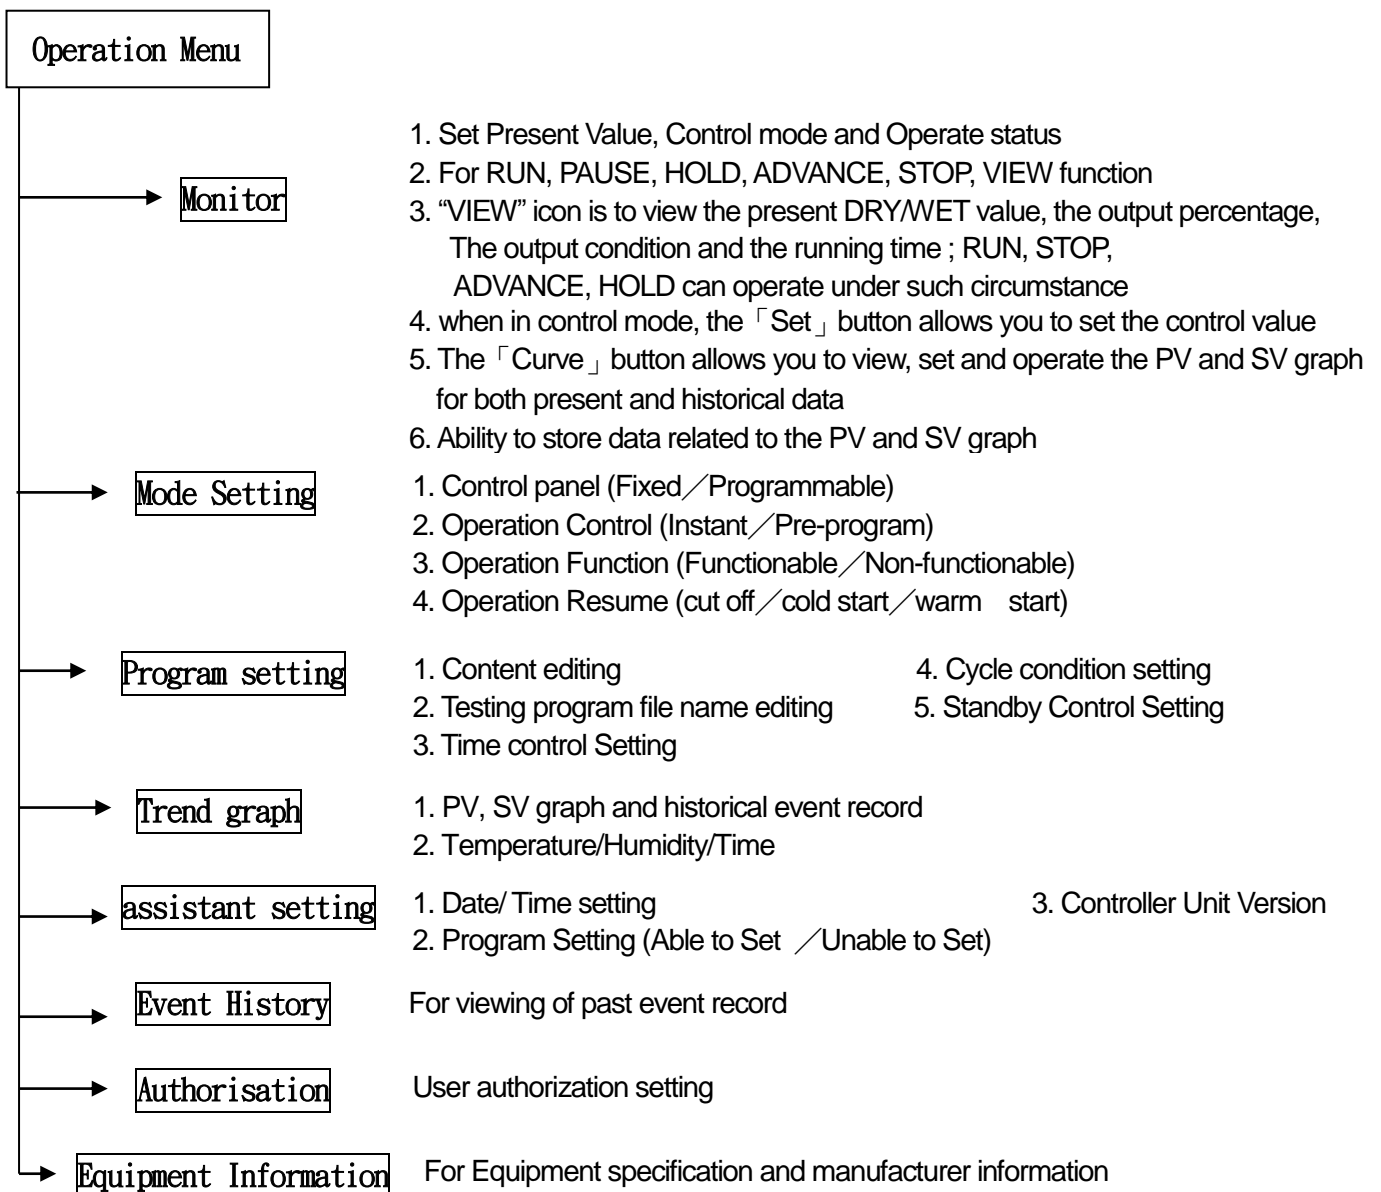 Operation Menu
Monitor
1. Set Present Value, Control mode and Operate status
2. For RUN, PAUSE, HOLD, ADVANCE, STOP, VIEW function
3. “VIEW” icon is to view the present DRY/WET value, the output percentage,
The output condition and the running time ; RUN, STOP,
ADVANCE, HOLD can operate under such circumstance
4. when in control mode, the「Set」button allows you to set the control value
5. The「Curve」button allows you to view, set and operate the PV and SV graph
for both present and historical data
6. Ability to store data related to the PV and SV graph
Mode Setting
1. Control panel (Fixed／Programmable)
2. Operation Control (Instant／Pre-program)
3. Operation Function (Functionable／Non-functionable)
4. Operation Resume (cut off／cold start／warm start)
Program setting
1. Content editing
2. Testing program file name editing
3. Time control Setting
4. Cycle condition setting
5. Standby Control Setting
Trend graph
1. PV, SV graph and historical event record
2. Temperature/Humidity/Time
assistant setting
1. Date/ Time setting
2. Program Setting (Able to Set ／Unable to Set)
3. Controller Unit Version
Event History
For viewing of past event record
Authorisation
User authorization setting
Equipment Information
For Equipment specification and manufacturer information